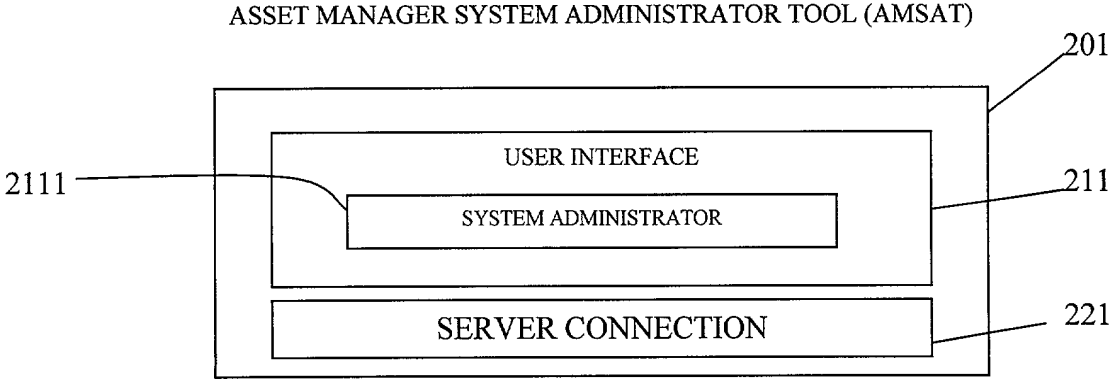 ASSET MANAGER SYSTEM ADMINISTRATOR TOOL (AMSAT)
201
USER INTERFACE
2111
211
SYSTEM ADMINISTRATOR
SERVER CONNECTION
221